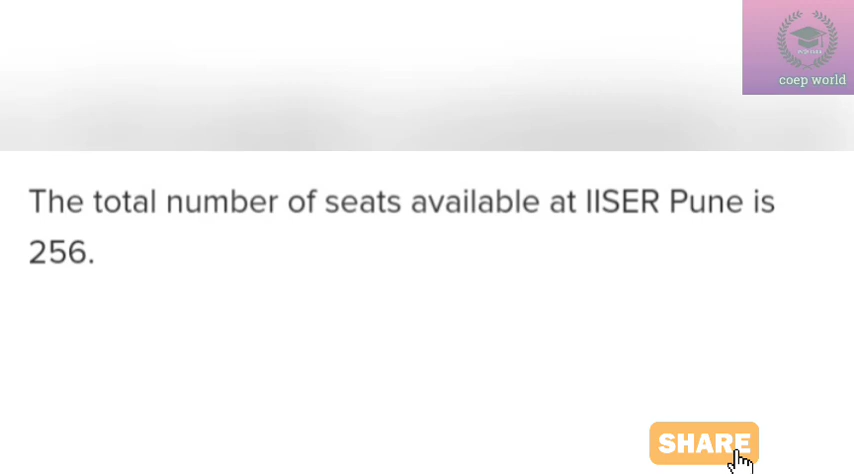 coep world
The total number of seats available at IISER Pune is
256.
SHARE